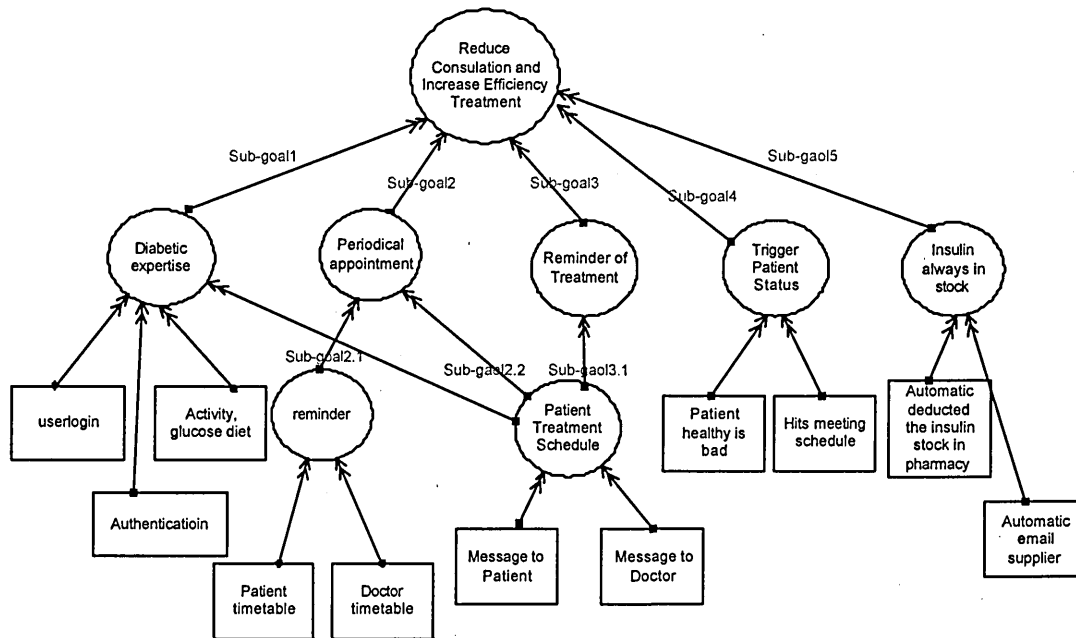 Reduce
Consulation and
Increase Efficiency
Treatment
Sub-goal1
Sub-goal2
Sub-goal3
Sub-goal4
Sub-gaol5
Diabetic
expertise
Periodical
appointment
Reminder of
Treatment
Trigger
Patient
Status
Insulin
always in
stock
Sub-goal2.1
Sub-gaol2.2
Sub-gaol3.1
userlogin
Activity,
glucose diet
reminder
Patient
Treatment
Schedule
Patient
healthy is
bad
Hits meeting
schedule
Automatic
deducted
the insulin
stock in
pharmacy
Authenticatioin
Patient
timetable
Doctor
timetable
Message to
Patient
Message to
Doctor
Automatic
email
supplier